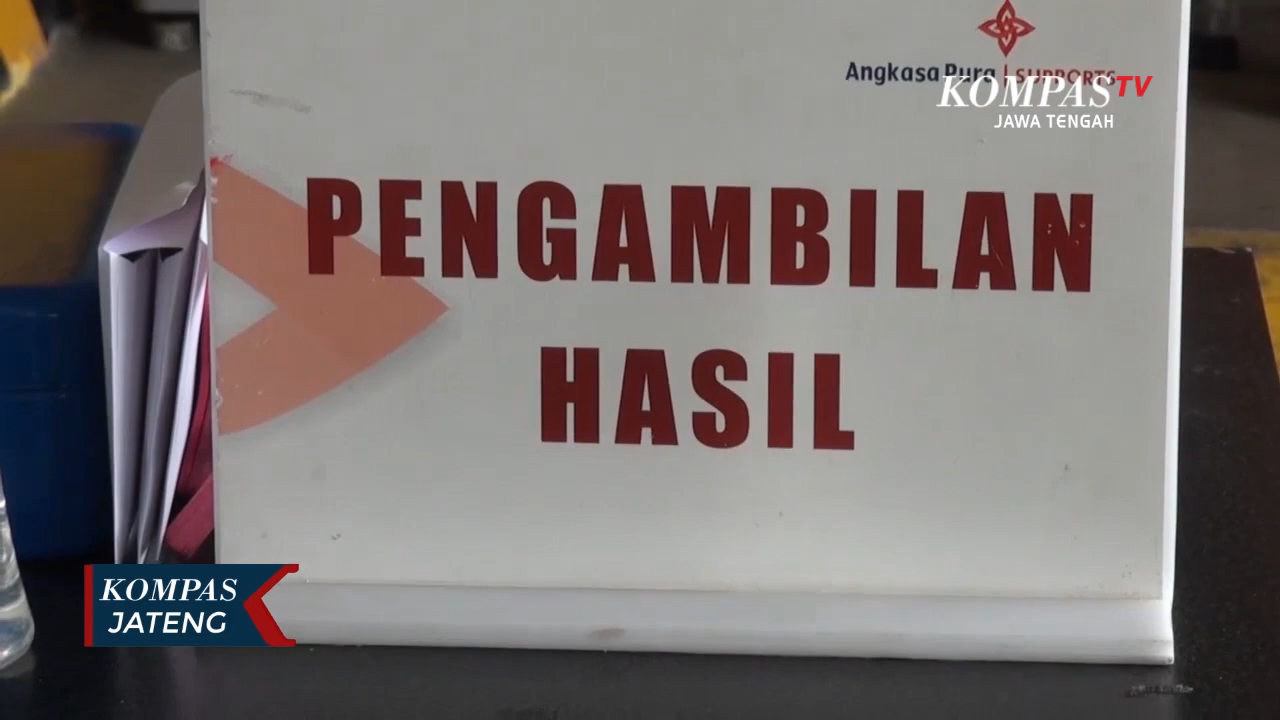 Angkasa Pura | SUPPORTS
KOMPAS TV
JAWA TENGAH
PENGAMBILAN
HASIL
KOMPAS
JATENG